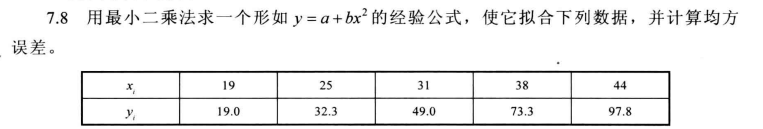 7.8 用最小二乘法求一个形如 y = a + bx² 的经验公式，使它拟合下列数据，并计算均方
误差。
xᵢ 19 25 31 38 44
yᵢ 19.0 32.3 49.0 73.3 97.8